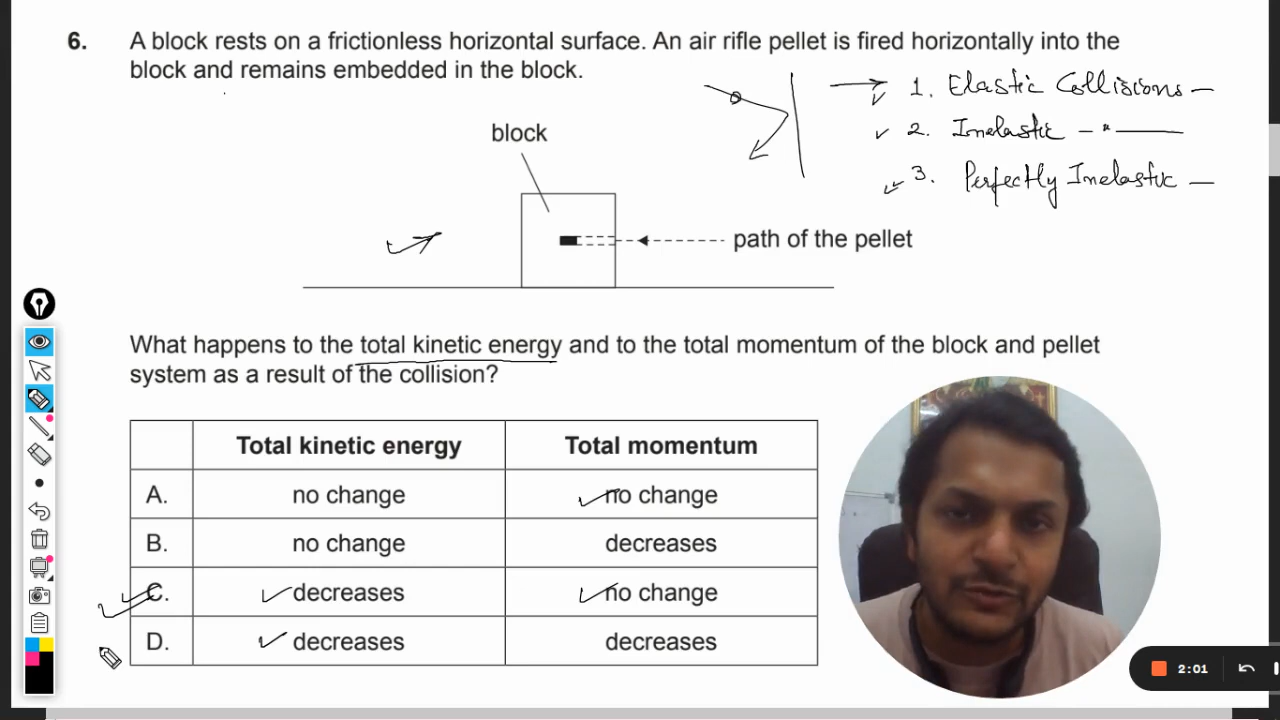 6. A block rests on a frictionless horizontal surface. An air rifle pellet is fired horizontally into the
block and remains embedded in the block.
1. Elastic Collisions —
2. Inelastic — " —
3. Perfectly Inelastic —
block
path of the pellet
What happens to the total kinetic energy and to the total momentum of the block and pellet
system as a result of the collision?
Total kinetic energy Total momentum
A. no change no change
B. no change decreases
C. decreases no change
D. decreases decreases
2:01